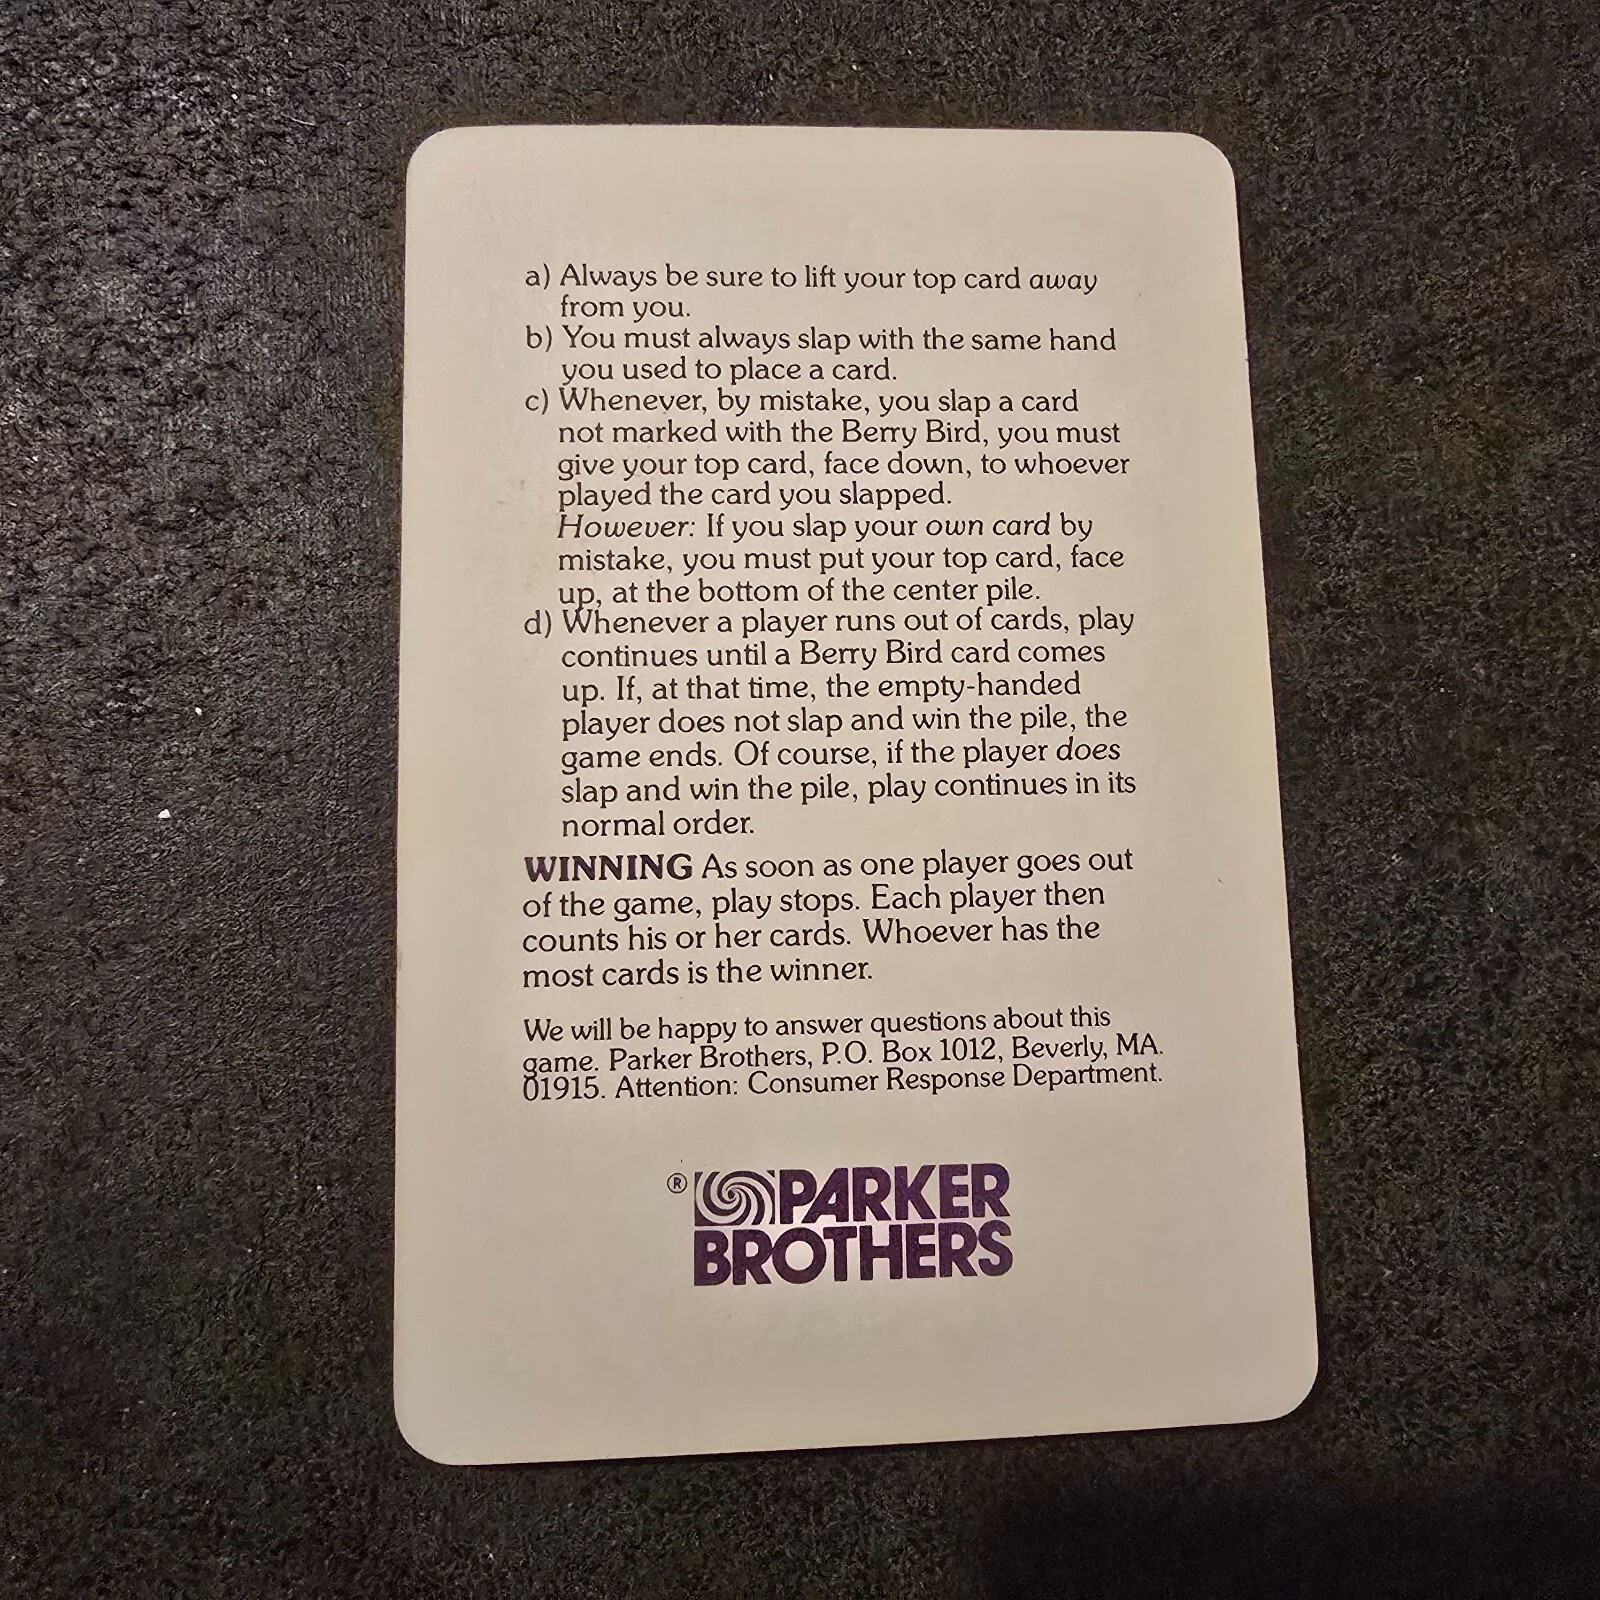 a) Always be sure to lift your top card away
from you.
b) You must always slap with the same hand
you used to place a card.
c) Whenever, by mistake, you slap a card
not marked with the Berry Bird, you must
give your top card, face down, to whoever
played the card you slapped.
However: If you slap your own card by
mistake, you must put your top card, face
up, at the bottom of the center pile.
d) Whenever a player runs out of cards, play
continues until a Berry Bird card comes
up. If, at that time, the empty-handed
player does not slap and win the pile, the
game ends. Of course, if the player does
slap and win the pile, play continues in its
normal order.
WINNING As soon as one player goes out
of the game, play stops. Each player then
counts his or her cards. Whoever has the
most cards is the winner.
We will be happy to answer questions about this
game. Parker Brothers, P.O. Box 1012, Beverly, MA.
01915. Attention: Consumer Response Department.
® PARKER
BROTHERS